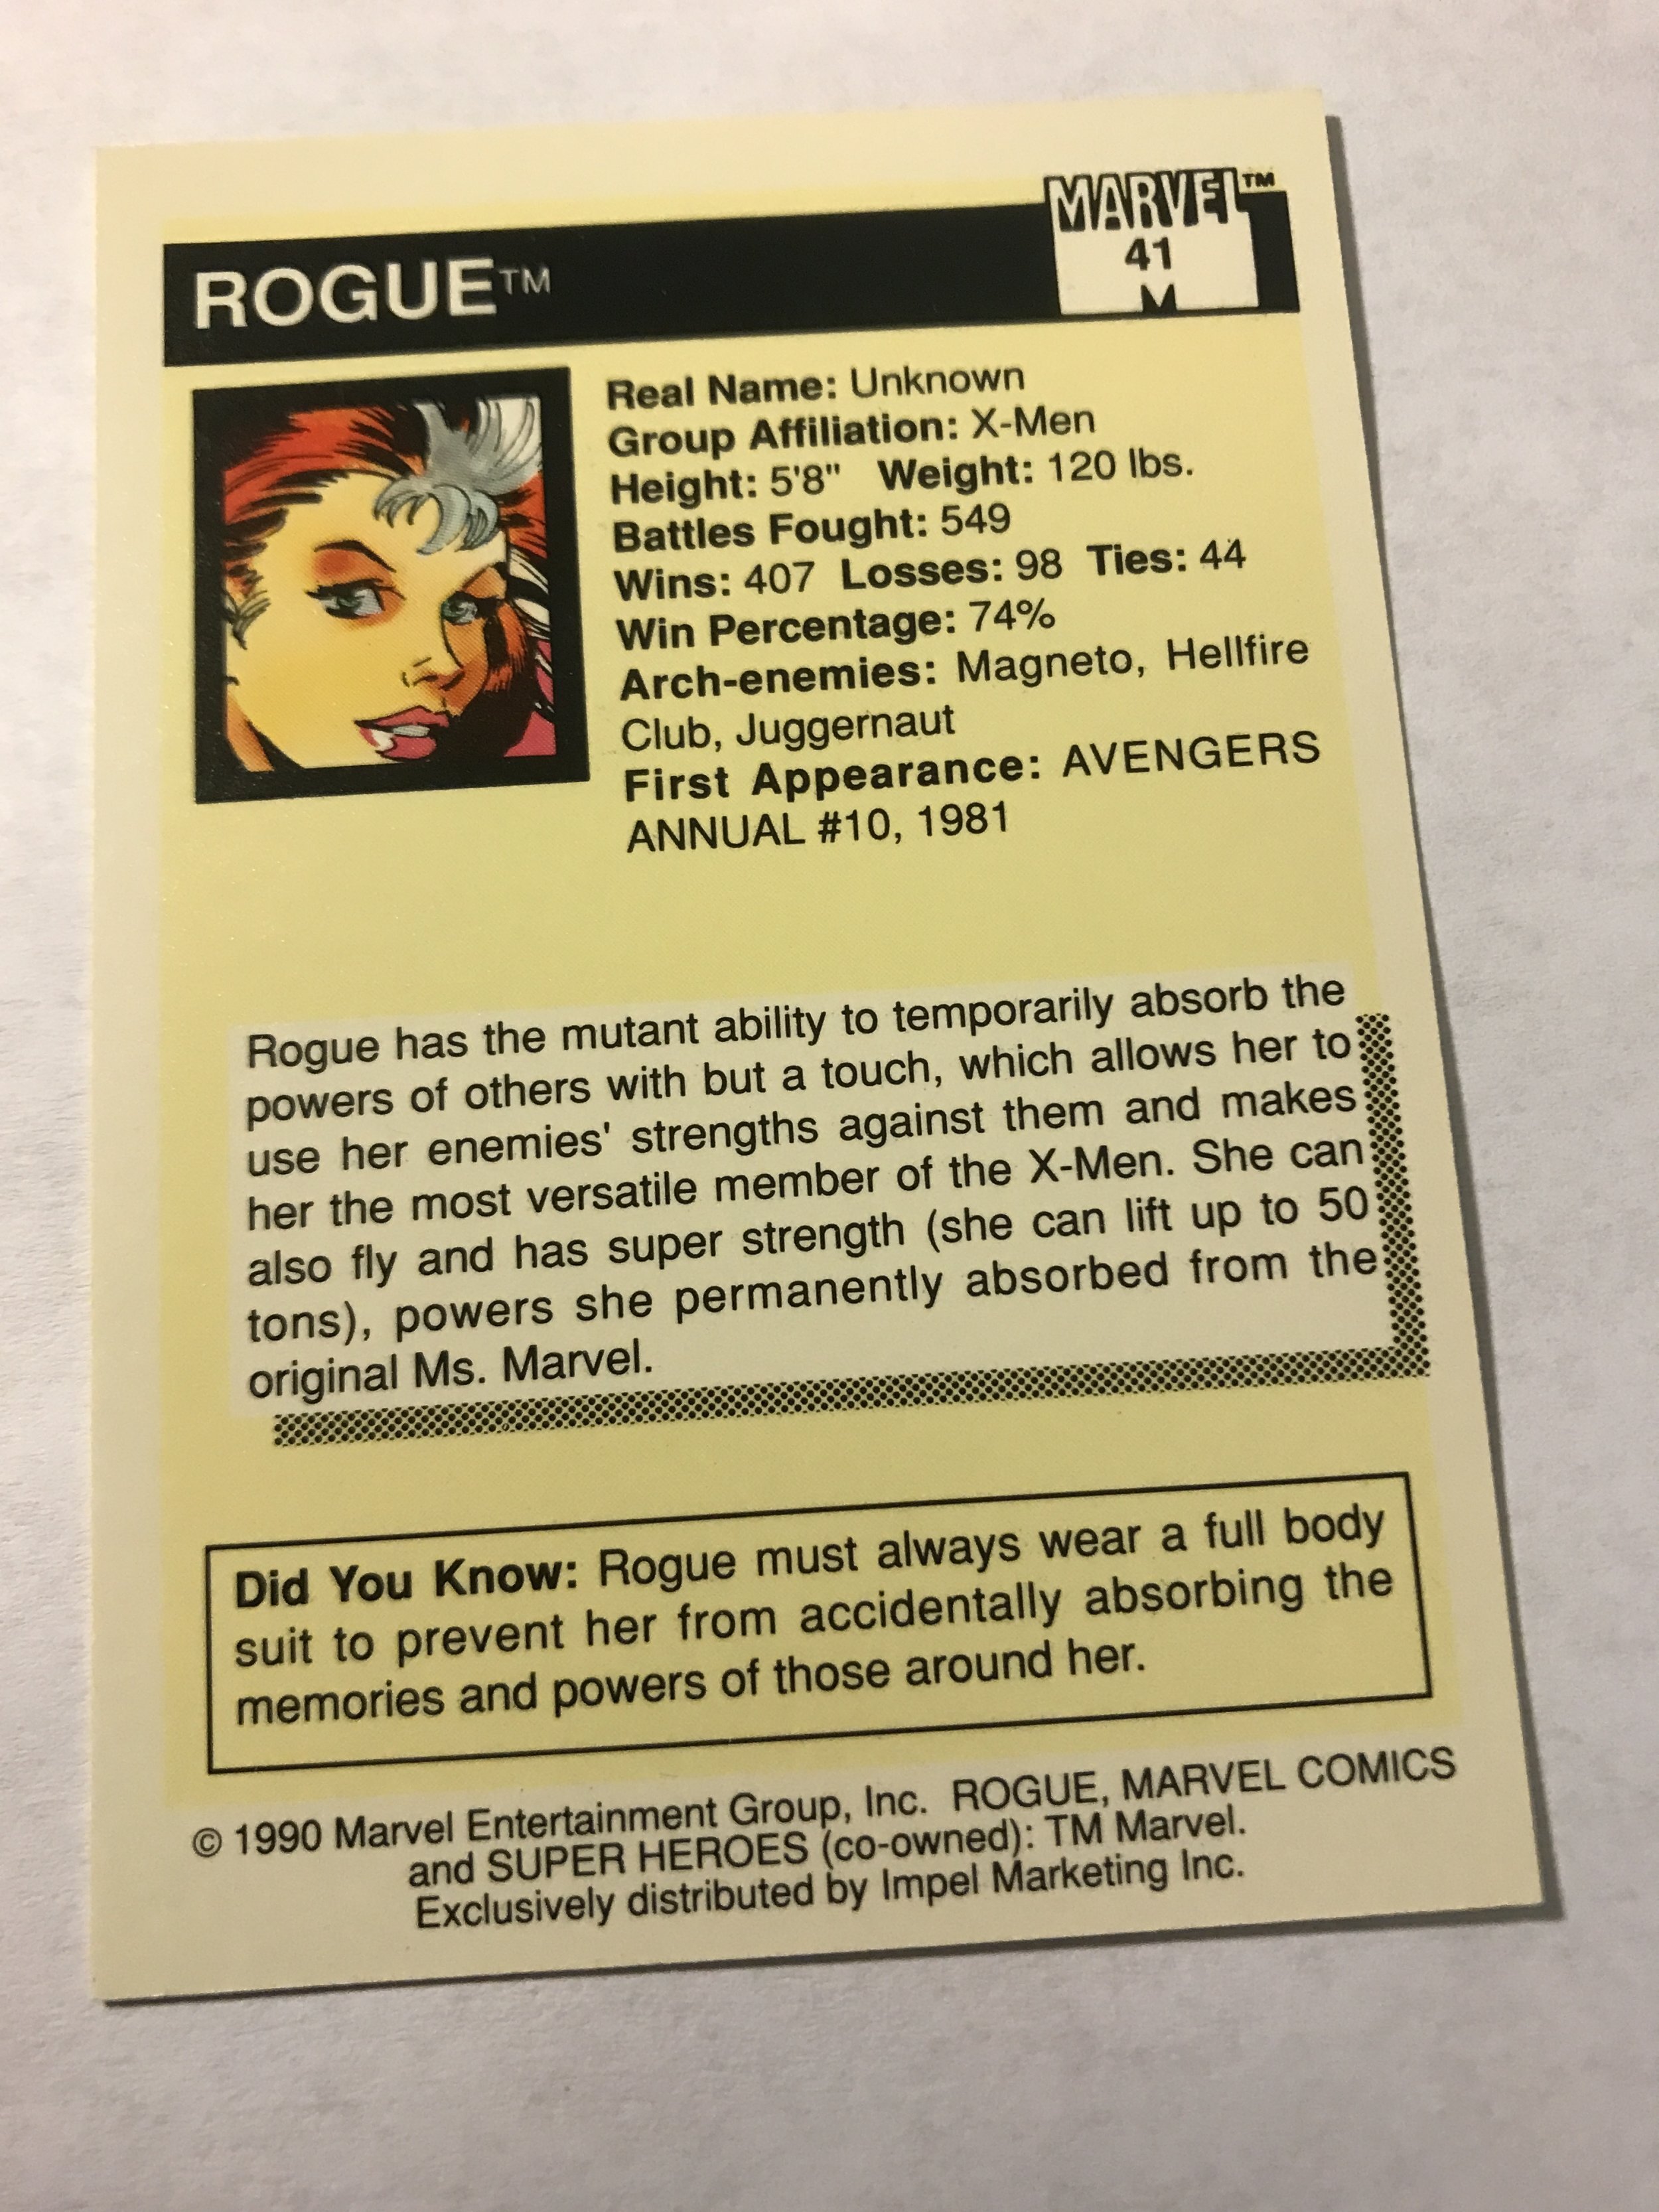 MARVEL™
41
M
ROGUE™
Real Name: Unknown
Group Affiliation: X-Men
Height: 5'8" Weight: 120 lbs.
Battles Fought: 549
Wins: 407 Losses: 98 Ties: 44
Win Percentage: 74%
Arch-enemies: Magneto, Hellfire
Club, Juggernaut
First Appearance: AVENGERS
ANNUAL #10, 1981
Rogue has the mutant ability to temporarily absorb the
powers of others with but a touch, which allows her to
use her enemies' strengths against them and makes
her the most versatile member of the X-Men. She can
also fly and has super strength (she can lift up to 50
tons), powers she permanently absorbed from the
original Ms. Marvel.
Did You Know: Rogue must always wear a full body
suit to prevent her from accidentally absorbing the
memories and powers of those around her.
© 1990 Marvel Entertainment Group, Inc. ROGUE, MARVEL COMICS
and SUPER HEROES (co-owned): TM Marvel.
Exclusively distributed by Impel Marketing Inc.